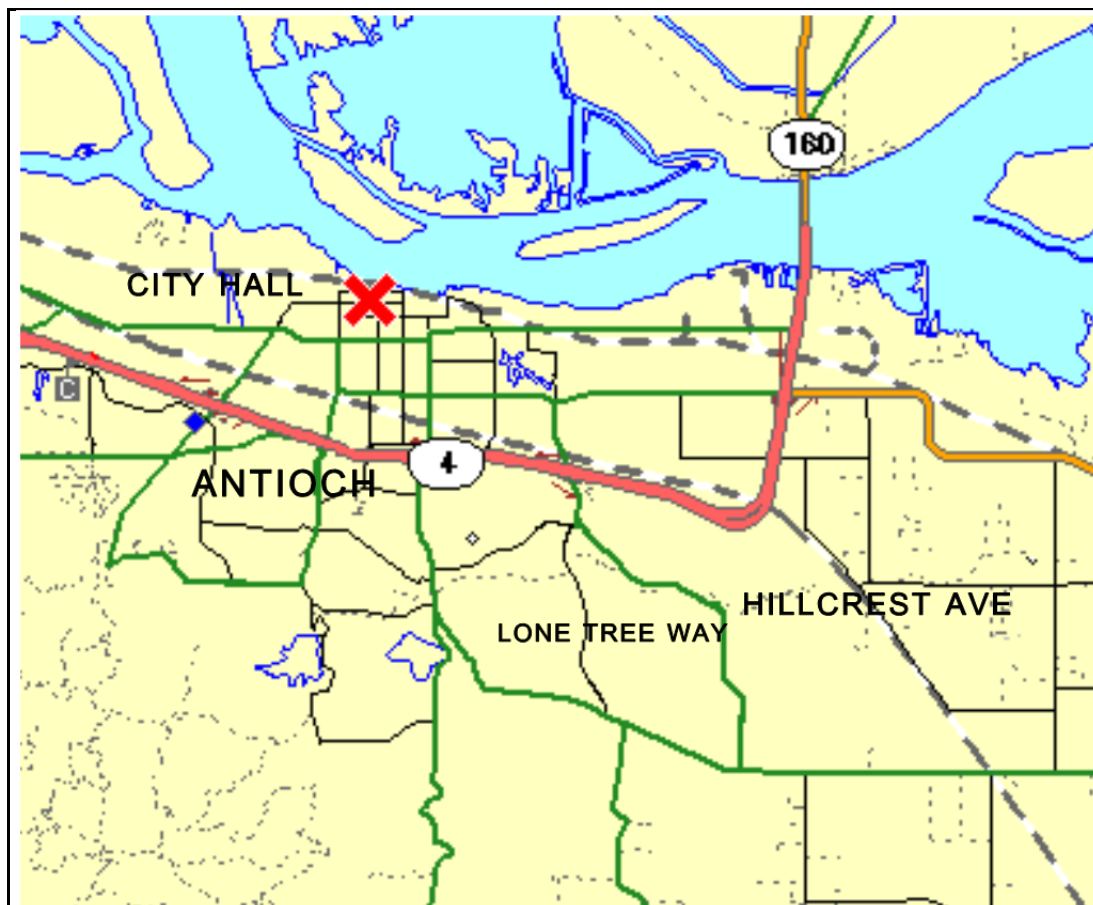 160
CITY HALL
C
4
ANTIOCH
HILLCREST AVE
LONE TREE WAY